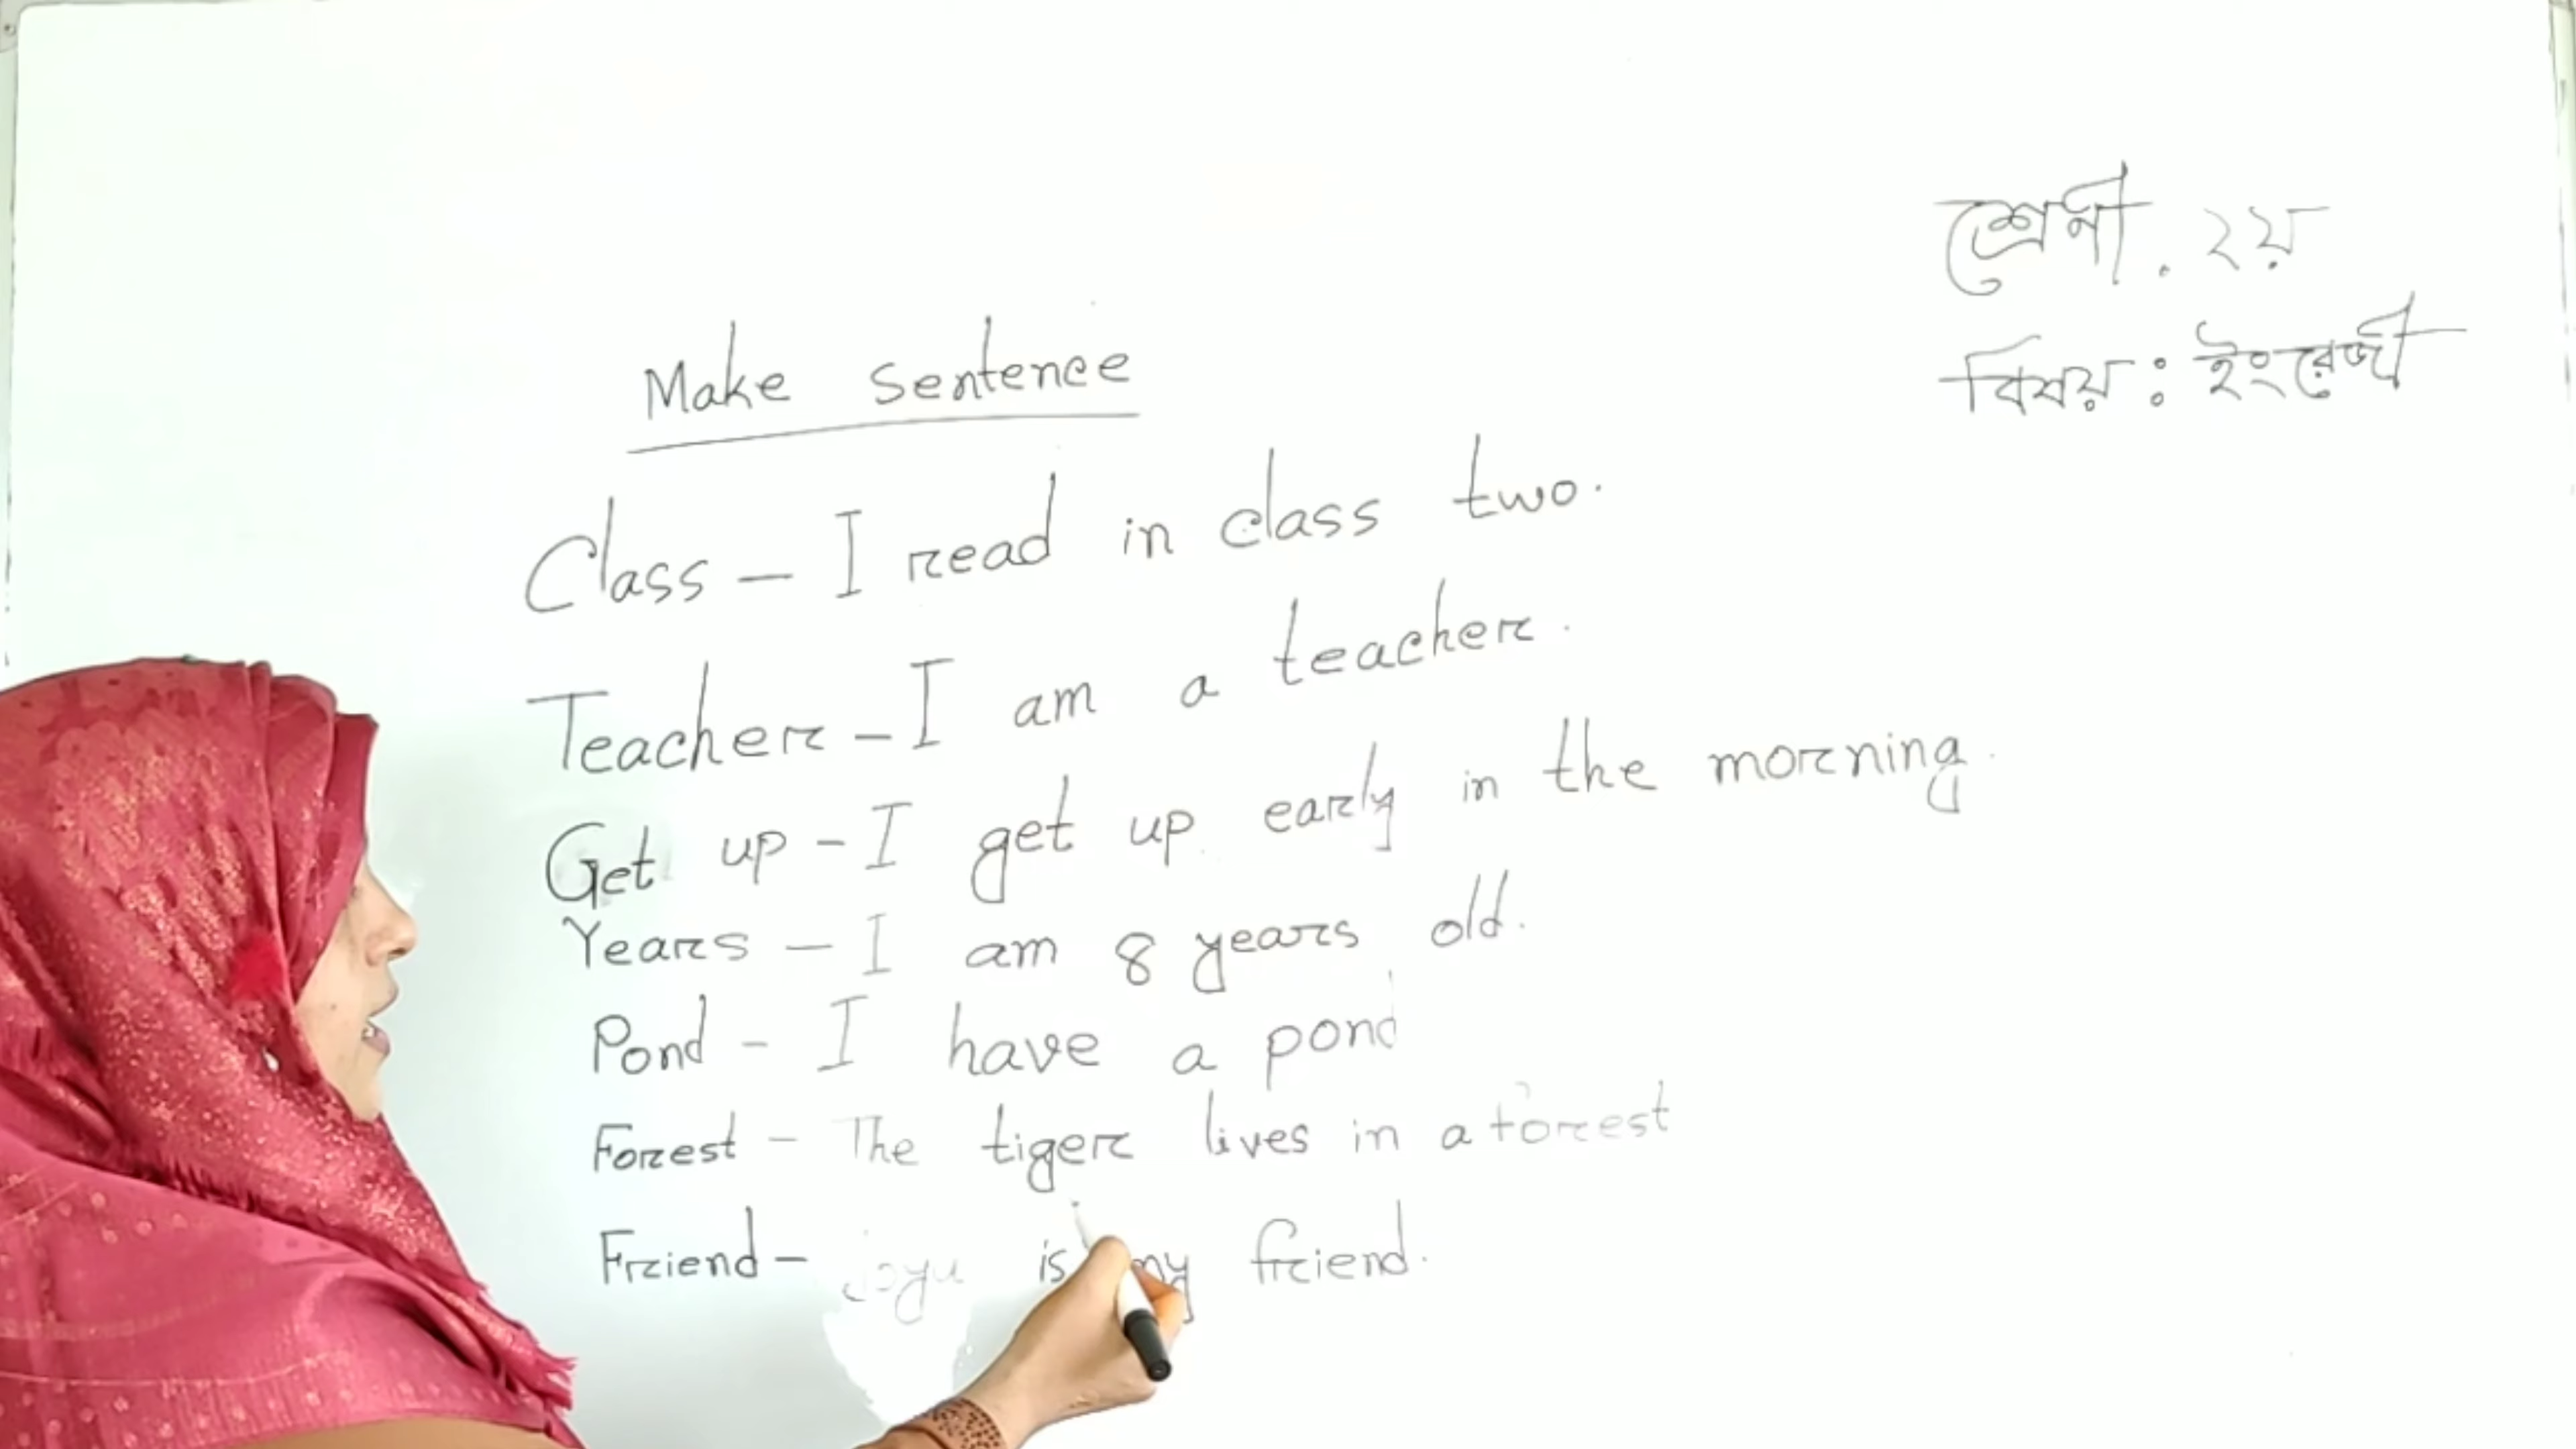 শ্রেণী. ২য়
বিষয় : ইংরেজী
Make Sentence
Class – I read in class two.
Teacher – I am a teacher.
Get up – I get up early in the morning.
Years – I am 8 years old.
Pond – I have a pond
Forest – The tiger lives in a forest
Friend – is my friend.